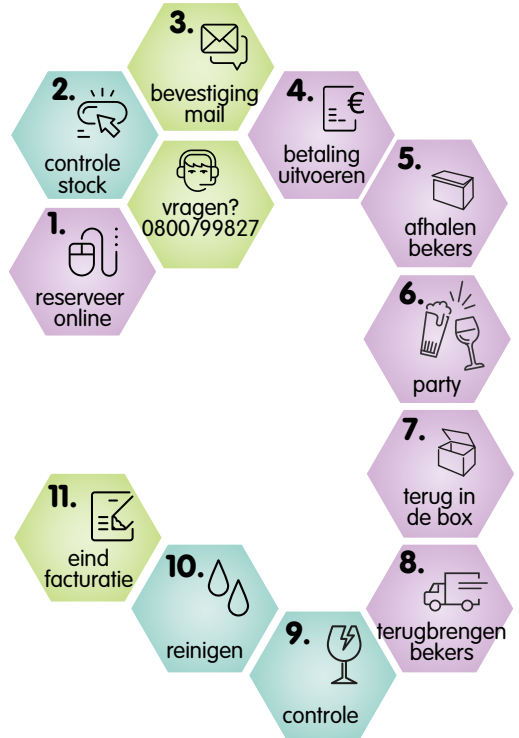 1.
reserveer
online
2.
controle
stock
3.
bevestiging
mail
vragen?
0800/99827
4.
€
betaling
uitvoeren
5.
afhalen
bekers
6.
party
7.
terug in
de box
8.
terugbrengen
bekers
9.
controle
10.
reinigen
11.
eind
facturatie